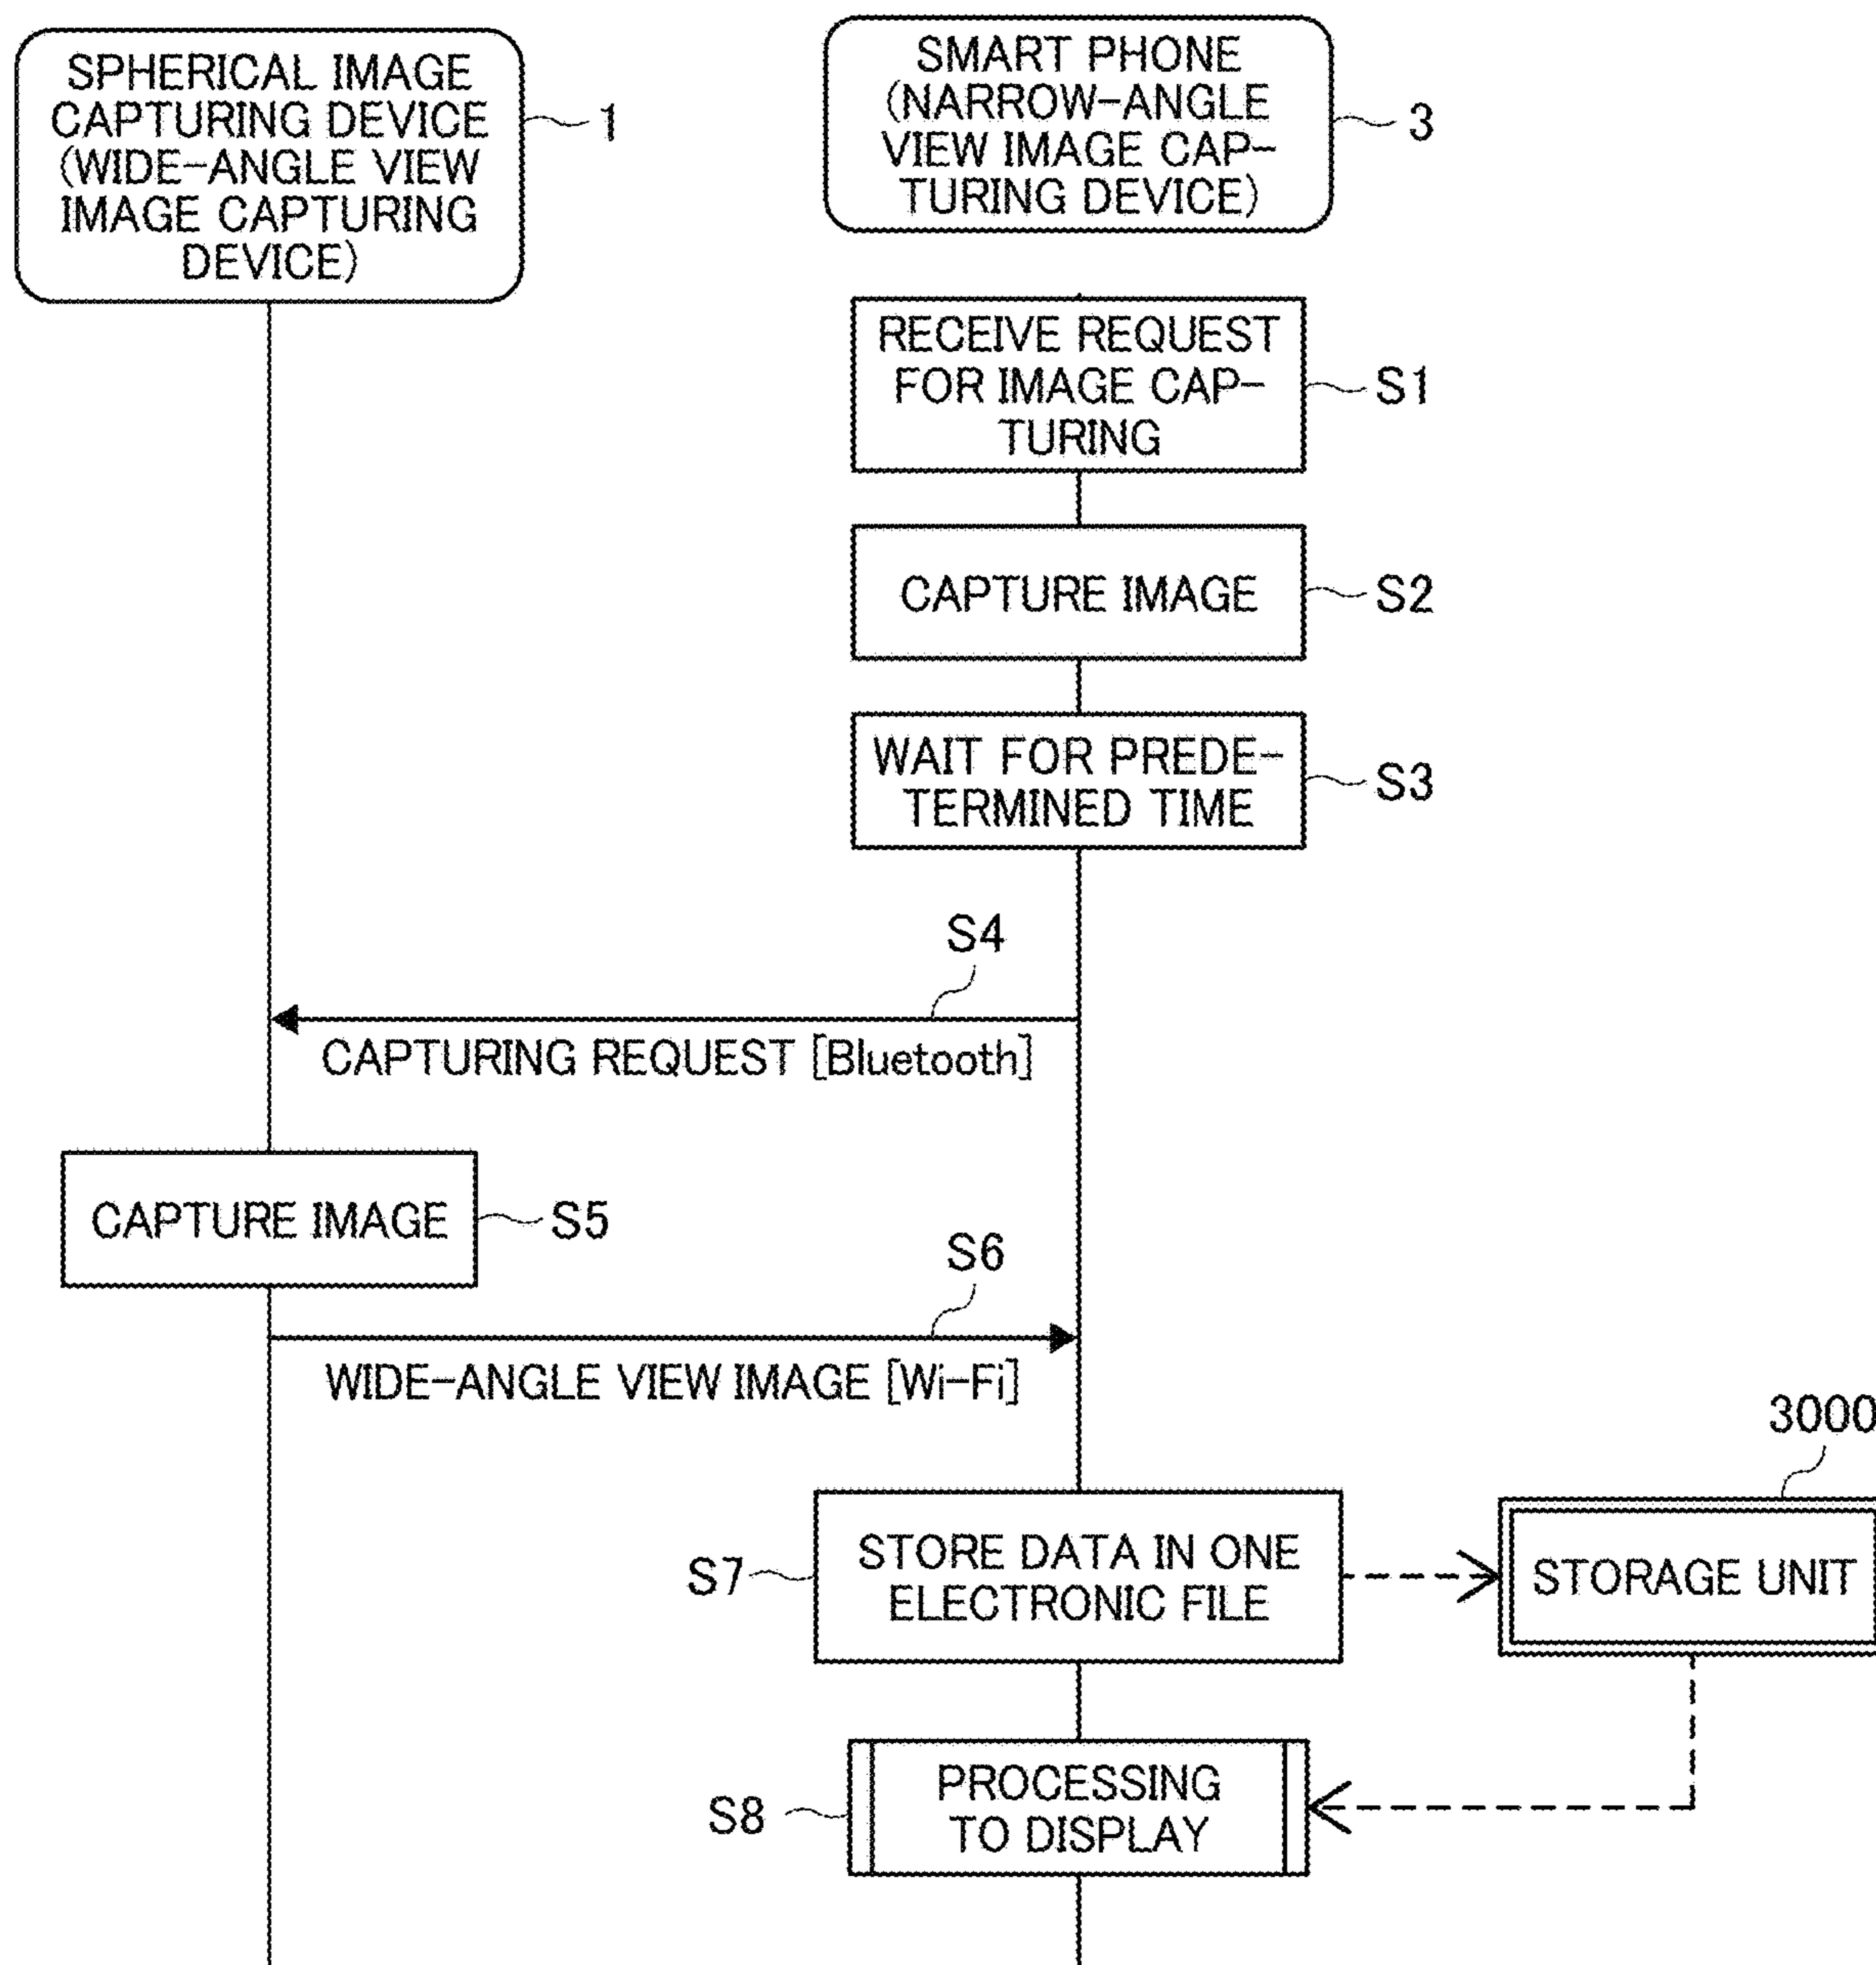 SPHERICAL IMAGE
CAPTURING DEVICE
(WIDE-ANGLE VIEW
IMAGE CAPTURING
DEVICE)
1
SMART PHONE
(NARROW-ANGLE
VIEW IMAGE CAP-
TURING DEVICE)
3
RECEIVE REQUEST
FOR IMAGE CAP-
TURING
S1
CAPTURE IMAGE
S2
WAIT FOR PREDE-
TERMINED TIME
S3
S4
CAPTURING REQUEST [Bluetooth]
CAPTURE IMAGE
S5
S6
WIDE-ANGLE VIEW IMAGE [Wi-Fi]
3000
S7
STORE DATA IN ONE
ELECTRONIC FILE
STORAGE UNIT
S8
PROCESSING
TO DISPLAY